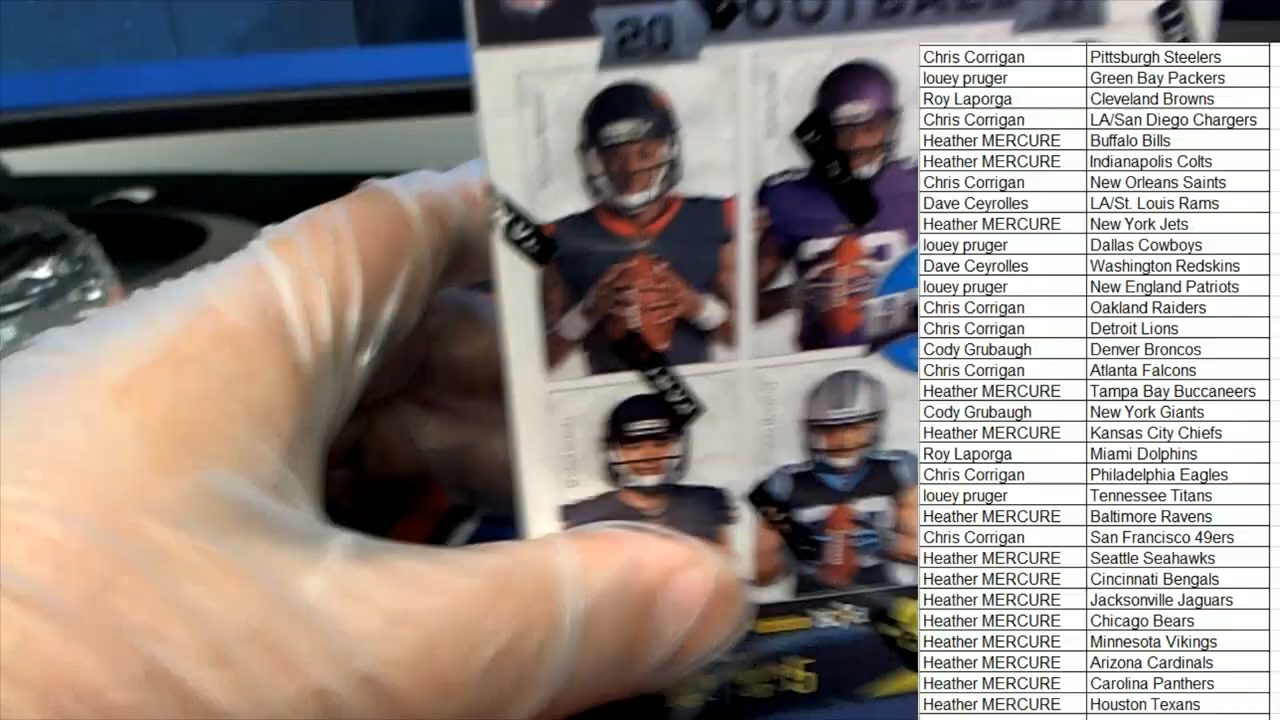 20 FOOTBALL 17
Chris Corrigan Pittsburgh Steelers
louey pruger Green Bay Packers
Roy Laporga Cleveland Browns
Chris Corrigan LA/San Diego Chargers
Heather MERCURE Buffalo Bills
Heather MERCURE Indianapolis Colts
Chris Corrigan New Orleans Saints
Dave Ceyrolles LA/St. Louis Rams
Heather MERCURE New York Jets
louey pruger Dallas Cowboys
Dave Ceyrolles Washington Redskins
louey pruger New England Patriots
Chris Corrigan Oakland Raiders
Chris Corrigan Detroit Lions
Cody Grubaugh Denver Broncos
Chris Corrigan Atlanta Falcons
Heather MERCURE Tampa Bay Buccaneers
Cody Grubaugh New York Giants
Heather MERCURE Kansas City Chiefs
Roy Laporga Miami Dolphins
Chris Corrigan Philadelphia Eagles
louey pruger Tennessee Titans
Heather MERCURE Baltimore Ravens
Chris Corrigan San Francisco 49ers
Heather MERCURE Seattle Seahawks
Heather MERCURE Cincinnati Bengals
Heather MERCURE Jacksonville Jaguars
Heather MERCURE Chicago Bears
Heather MERCURE Minnesota Vikings
Heather MERCURE Arizona Cardinals
Heather MERCURE Carolina Panthers
Heather MERCURE Houston Texans